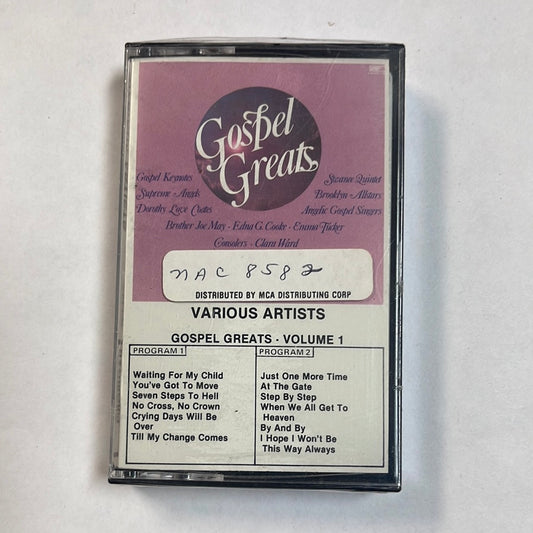 Gospel
Greats
Gospel Keynotes
Swanee Quintet
Supreme Angels
Brooklyn Allstars
Dorothy Love Coates
Angelic Gospel Singers
Brother Joe May - Edna G. Cooke - Emma Tucker
Consolers - Clara Ward
NAC 8582
DISTRIBUTED BY MCA DISTRIBUTING CORP
VARIOUS ARTISTS
GOSPEL GREATS - VOLUME 1
PROGRAM 1
Waiting For My Child
You've Got To Move
Seven Steps To Hell
No Cross, No Crown
Crying Days Will Be
Over
Till My Change Comes
PROGRAM 2
Just One More Time
At The Gate
Step By Step
When We All Get To
Heaven
By And By
I Hope I Won't Be
This Way Always